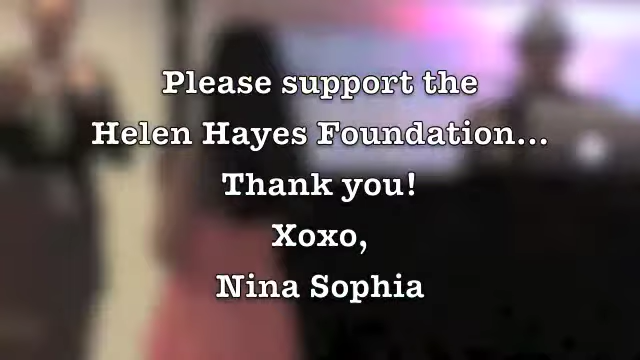 Please support the
Helen Hayes Foundation...
Thank you!
Xoxo,
Nina Sophia